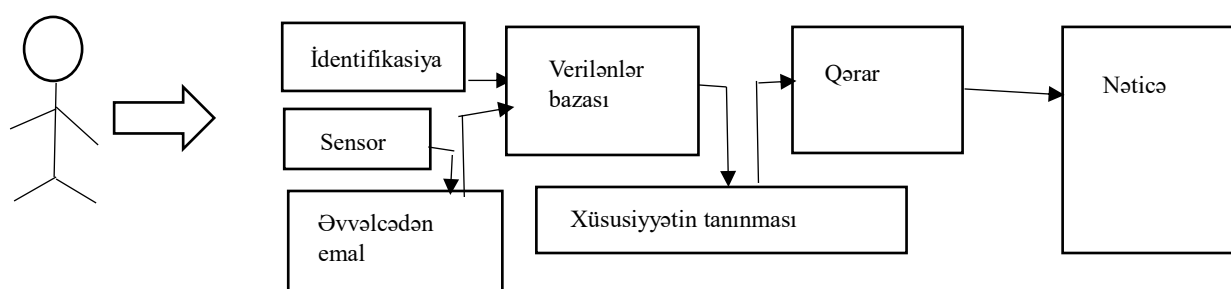 İdentifikasiya
Sensor
Əvvəlcədən
emal
Verilənlər
bazası
Xüsusiyyətin tanınması
Qərar
Nəticə